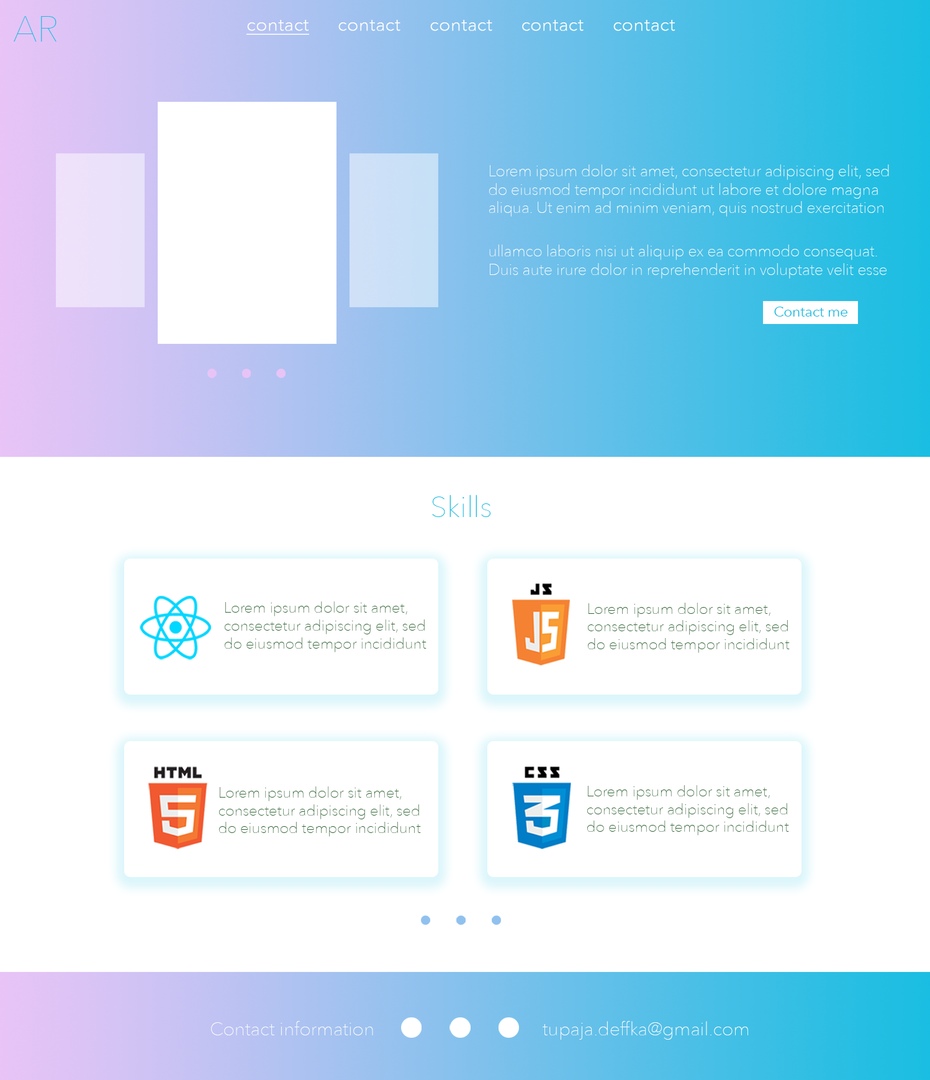 AR
contact contact contact contact contact
Lorem ipsum dolor sit amet, consectetur adipiscing elit, sed
do eiusmod tempor incididunt ut labore et dolore magna
aliqua. Ut enim ad minim veniam, quis nostrud exercitation
ullamco laboris nisi ut aliquip ex ea commodo consequat.
Duis aute irure dolor in reprehenderit in voluptate velit esse
Contact me
Skills
Lorem ipsum dolor sit amet,
consectetur adipiscing elit, sed
do eiusmod tempor incididunt
JS
JS
Lorem ipsum dolor sit amet,
consectetur adipiscing elit, sed
do eiusmod tempor incididunt
HTML
5
Lorem ipsum dolor sit amet,
consectetur adipiscing elit, sed
do eiusmod tempor incididunt
CSS
3
Lorem ipsum dolor sit amet,
consectetur adipiscing elit, sed
do eiusmod tempor incididunt
Contact information tupaja.deffka@gmail.com